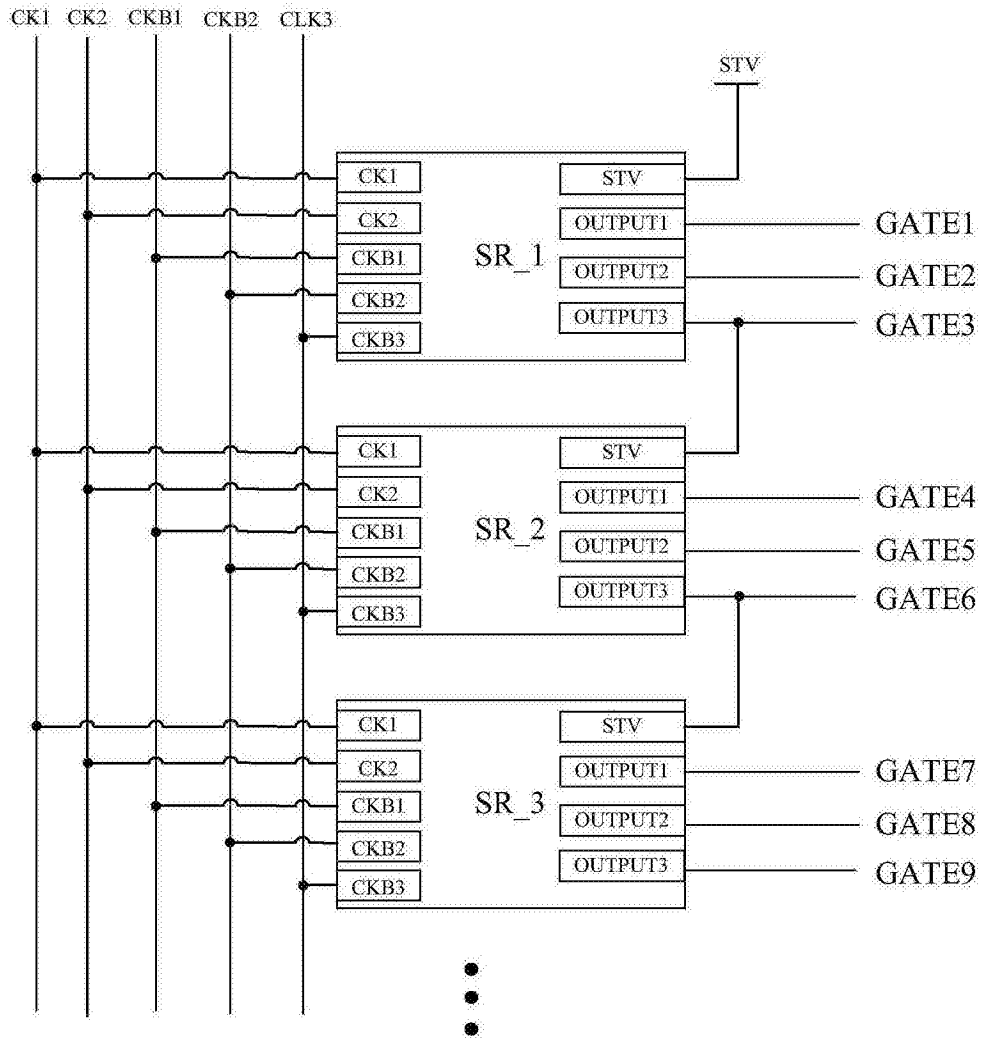 CK1 CK2 CKB1 CKB2 CLK3
STV
CK1 STV
CK2 OUTPUT1 GATE1
SR_1
CKB1 OUTPUT2 GATE2
CKB2 OUTPUT3 GATE3
CKB3
CK1 STV
CK2 OUTPUT1 GATE4
SR_2
CKB1 OUTPUT2 GATE5
CKB2 OUTPUT3 GATE6
CKB3
CK1 STV
CK2 OUTPUT1 GATE7
SR_3
CKB1 OUTPUT2 GATE8
CKB2 OUTPUT3 GATE9
CKB3